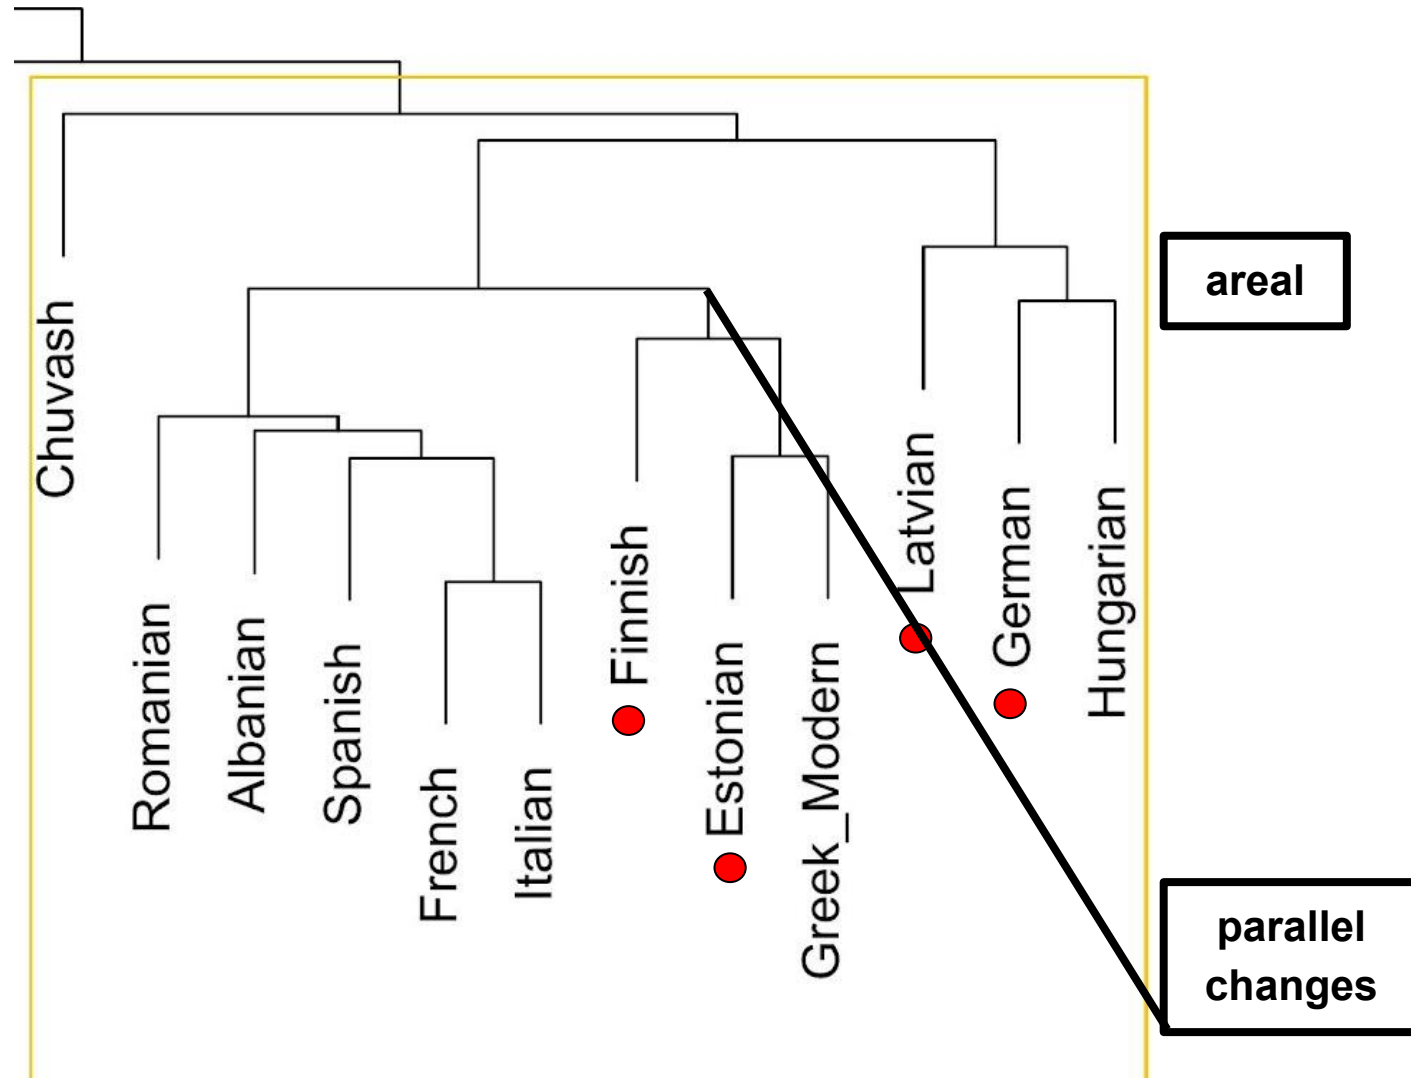 Chuvash
Romanian
Albanian
Spanish
French
Italian
Finnish
Estonian
Greek_Modern
Latvian
German
Hungarian
areal
parallel
changes